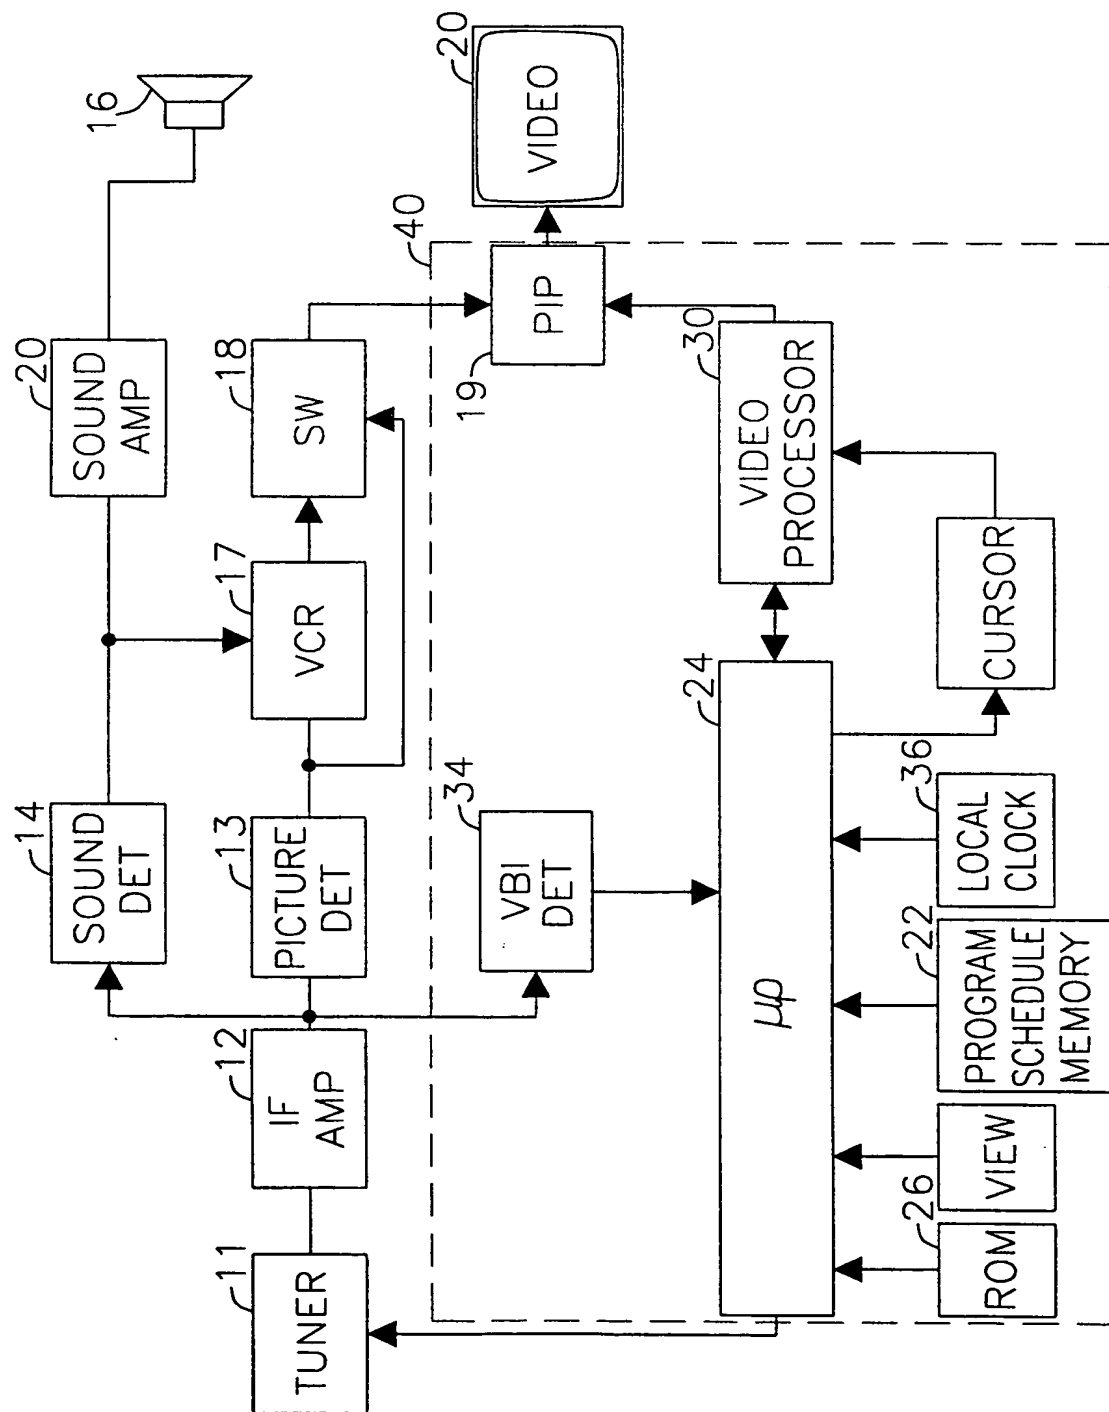 14
SOUND
DET
20
SOUND
AMP
16
11
TUNER
12
IF
AMP
13
PICTURE
DET
17
VCR
18
SW
40
34
VBI
DET
19
PIP
20
VIDEO
24
μp
30
VIDEO
PROCESSOR
26
ROM
VIEW
22
PROGRAM
SCHEDULE
MEMORY
36
LOCAL
CLOCK
CURSOR